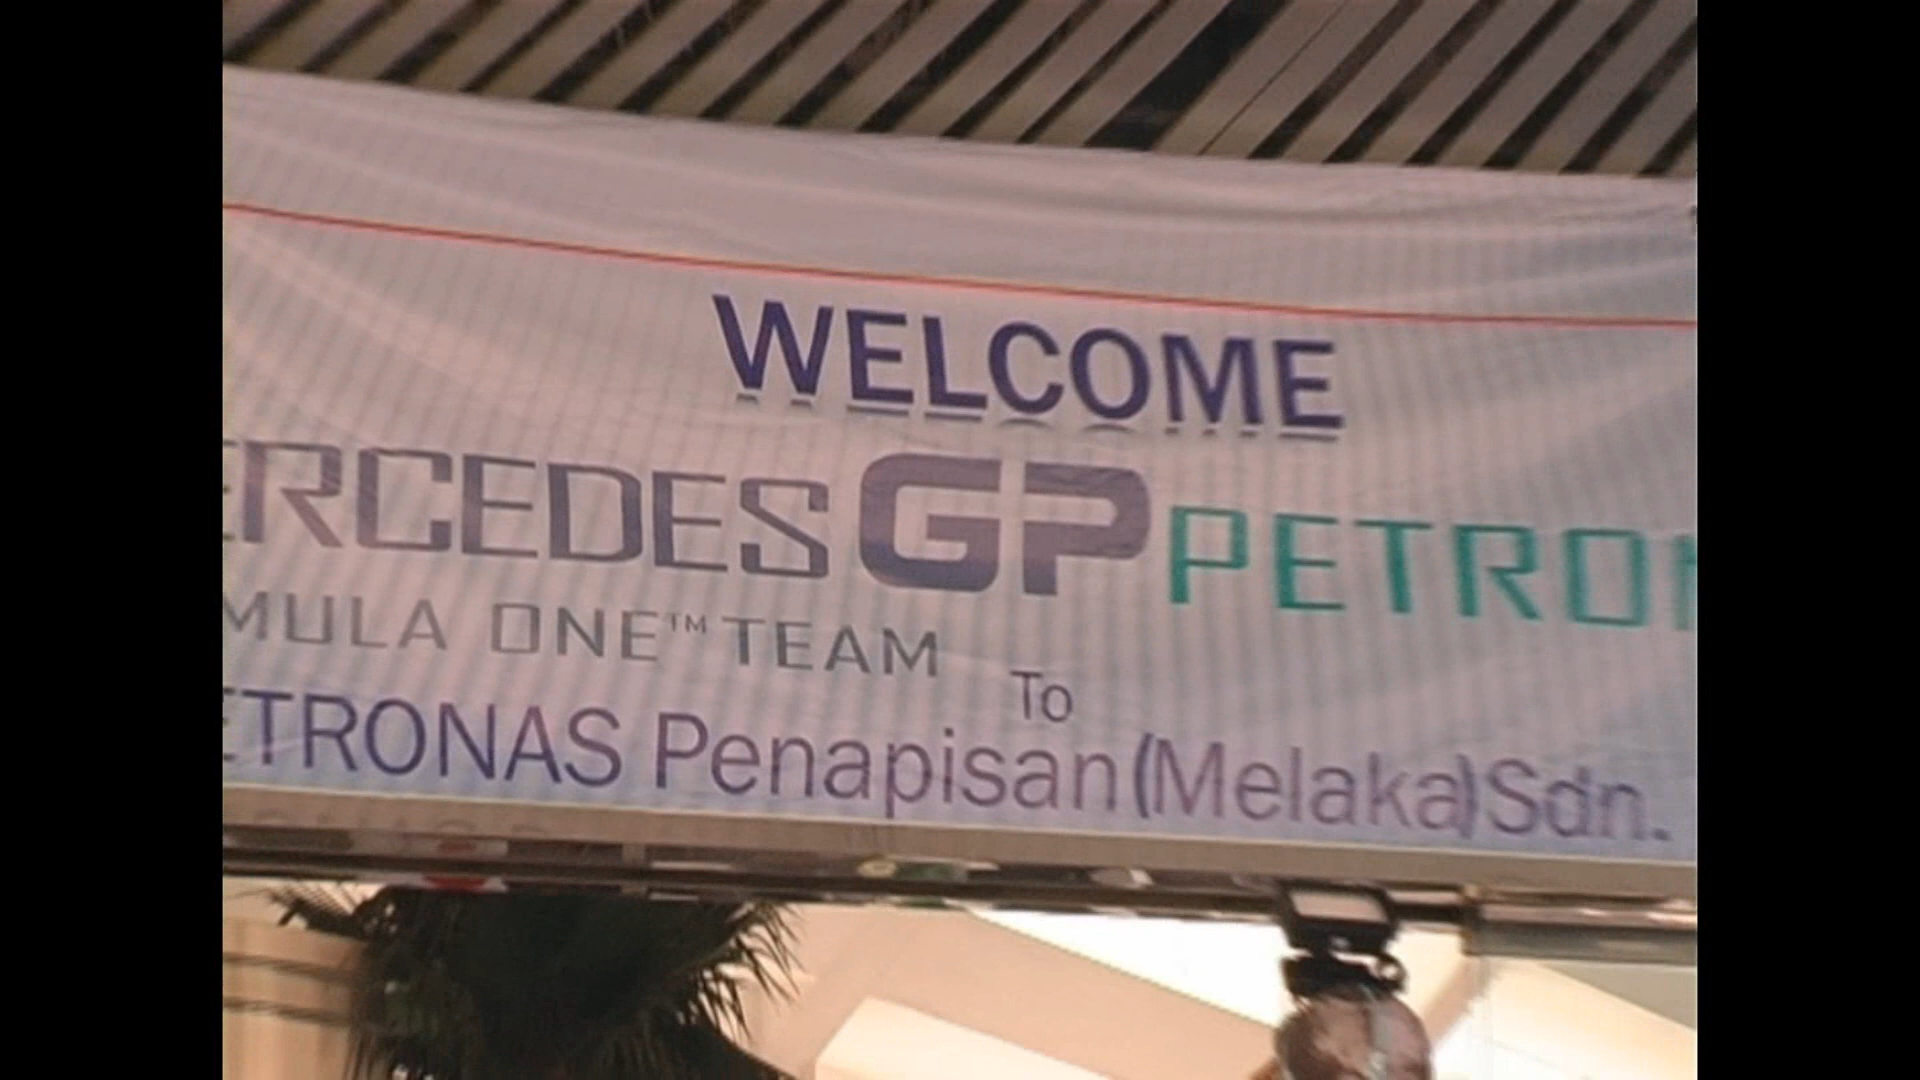 WELCOME
ERCEDES GP PETRON
MULA ONE™ TEAM
To
ETRONAS Penapisan (Melaka) Sdn.